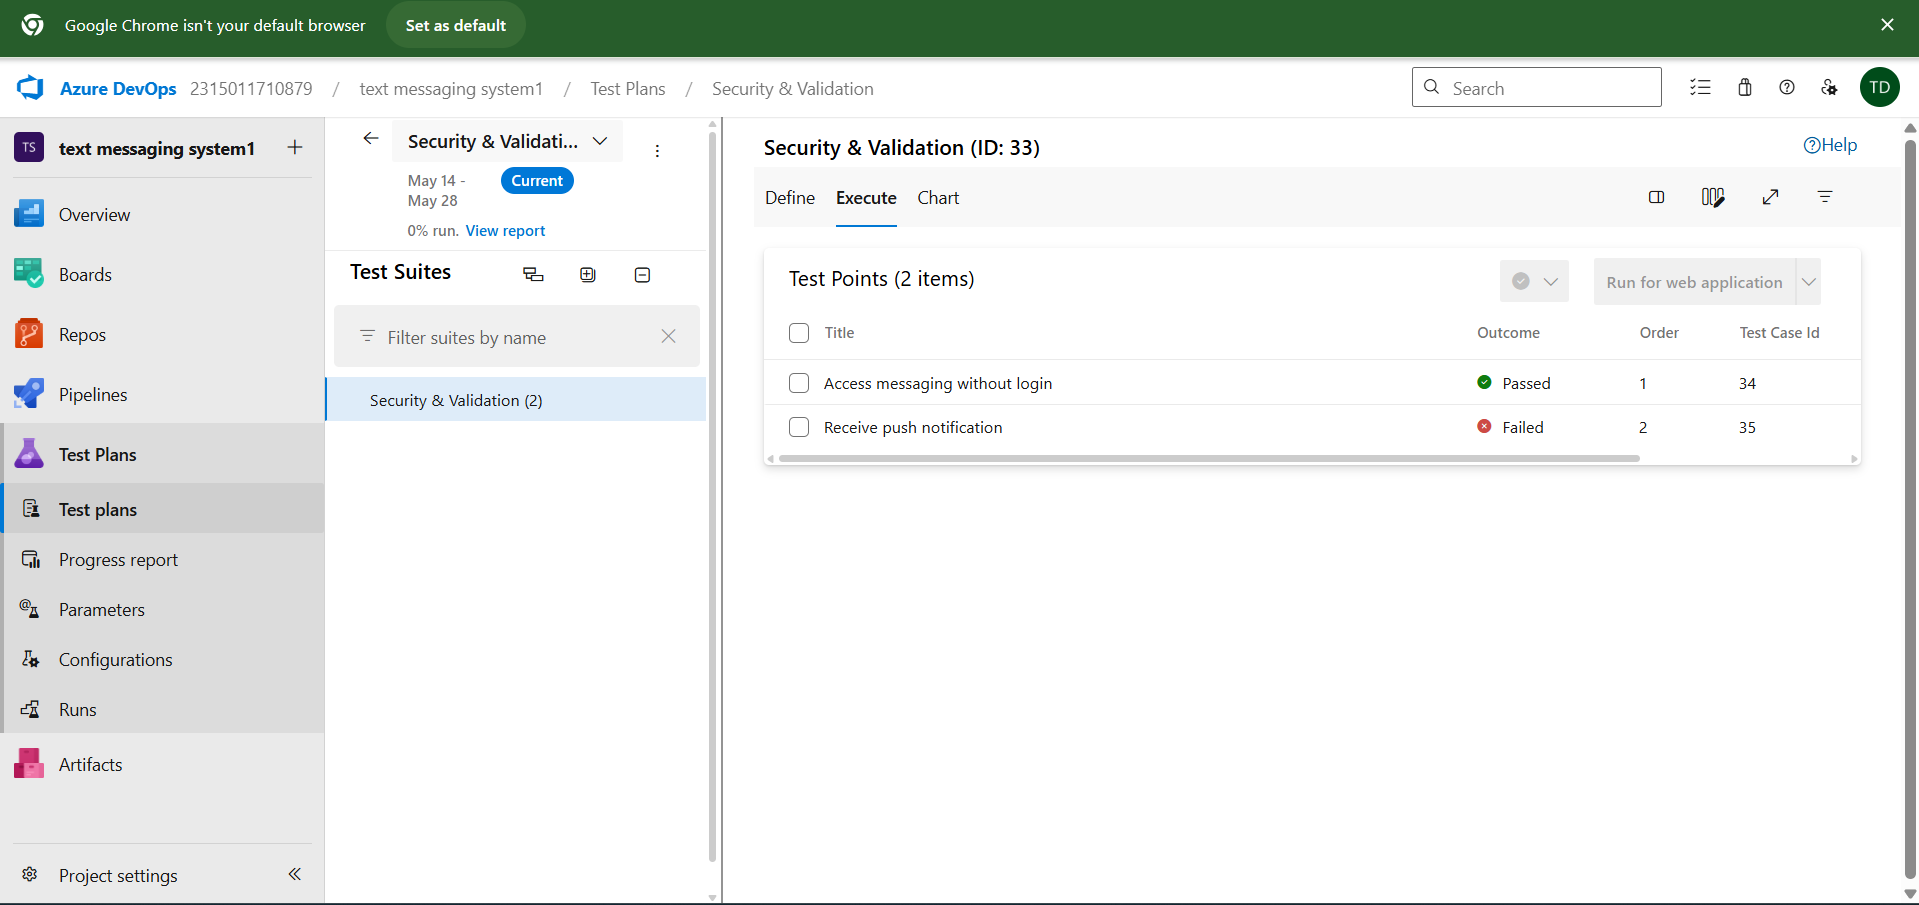 Google Chrome isn't your default browser
Set as default
Azure DevOps 2315011710879 / text messaging system1 / Test Plans / Security & Validation
Search
TD
TS
text messaging system1
Overview
Boards
Repos
Pipelines
Test Plans
Test plans
Progress report
Parameters
Configurations
Runs
Artifacts
Project settings
Security & Validati...
May 14 -
May 28
Current
0% run. View report
Test Suites
Filter suites by name
Security & Validation (2)
Security & Validation (ID: 33)
Help
Define Execute Chart
Test Points (2 items)
Run for web application
Title Outcome Order Test Case Id
Access messaging without login Passed 1 34
Receive push notification Failed 2 35